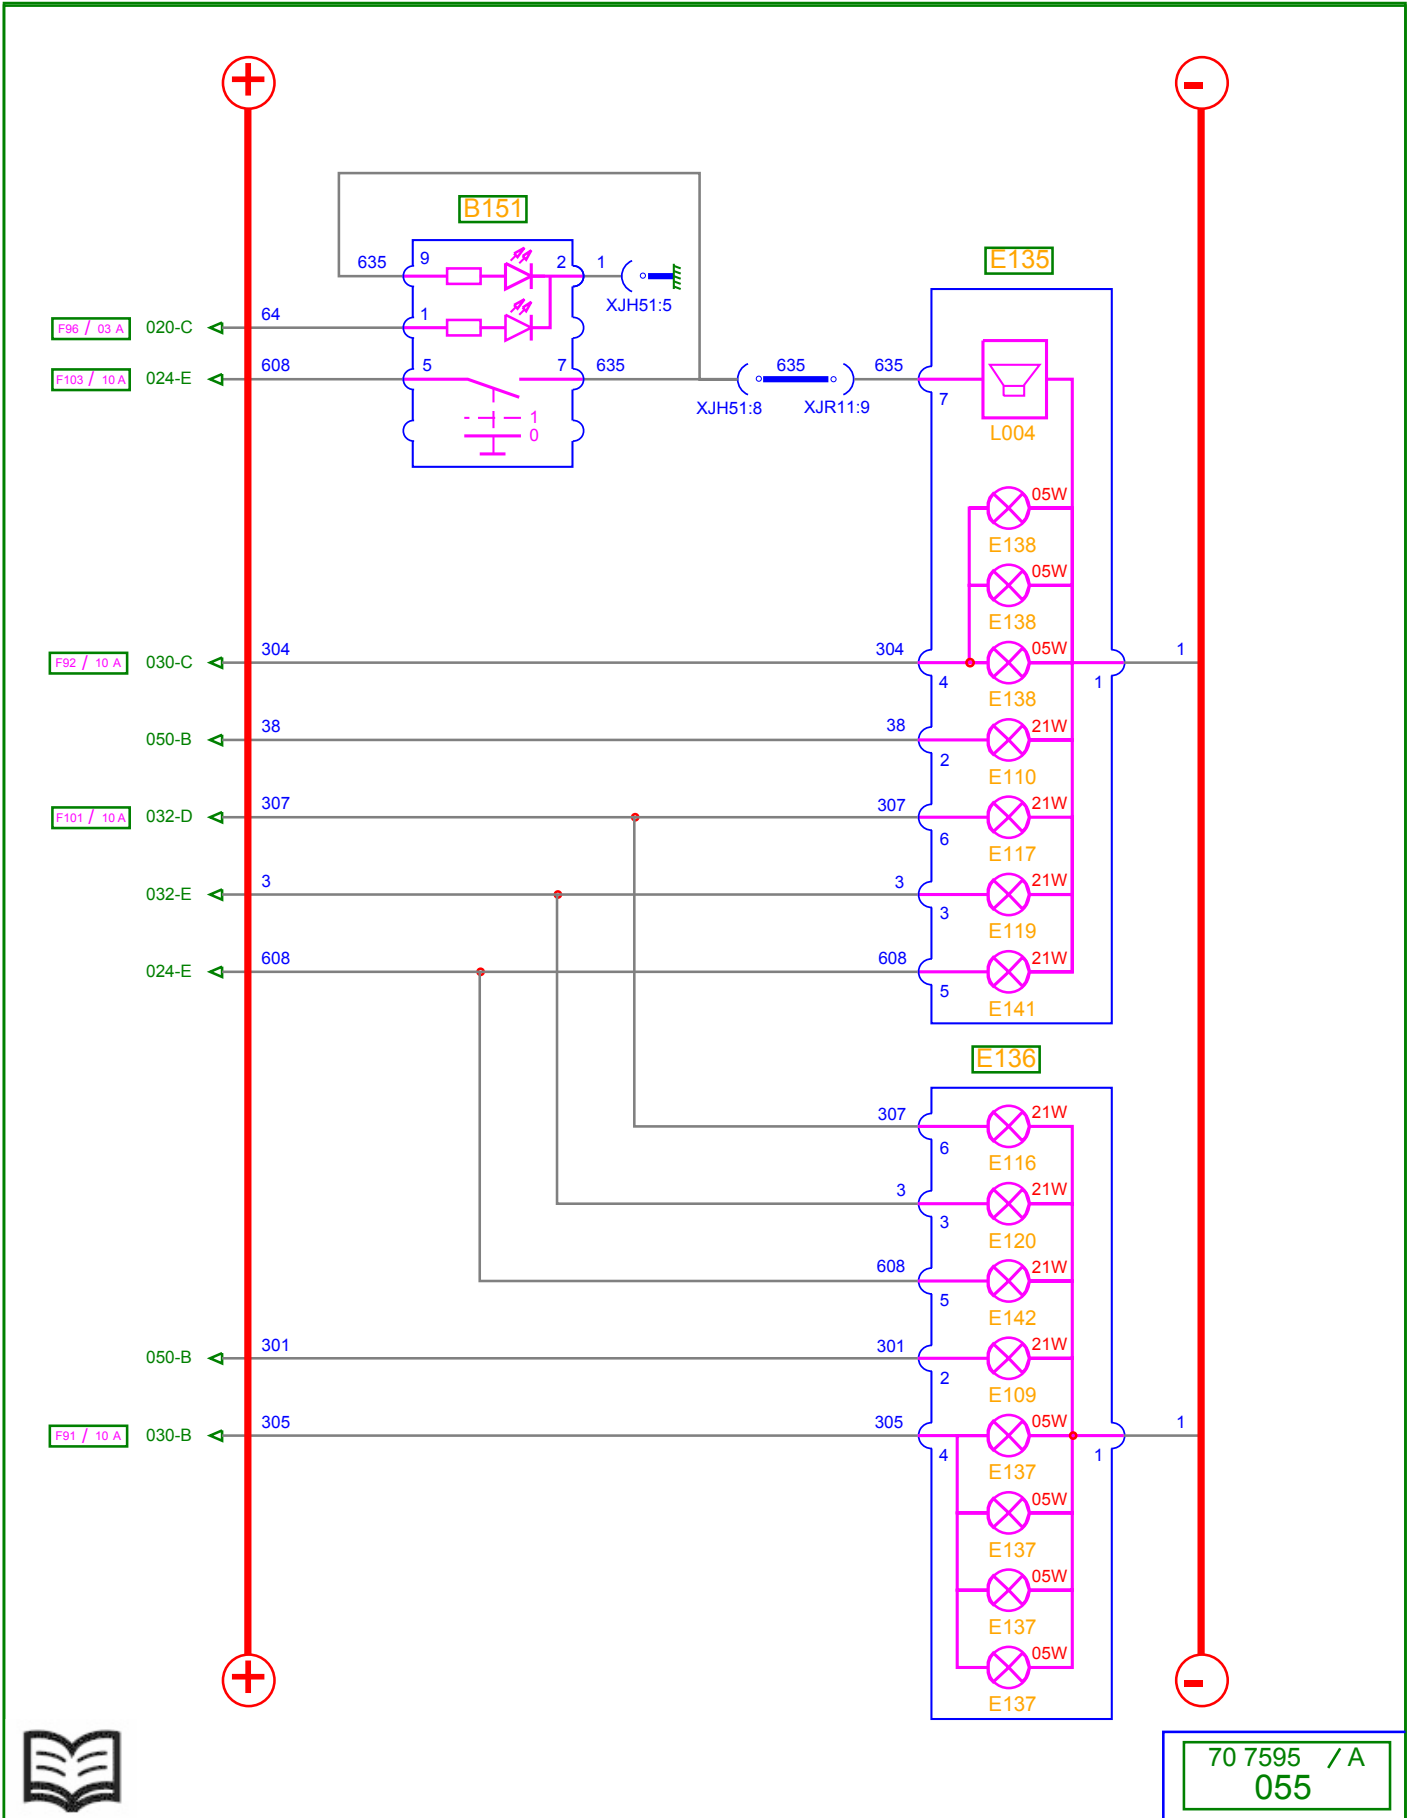 +
-
B151
635
9
2
1
XJH51:5
E135
F96 / 03 A
020-C
64
1
F103 / 10 A
024-E
608
5
7
635
635
635
XJH51:8
XJR11:9
7
1
0
L004
05W
E138
05W
E138
F92 / 10 A
030-C
304
304
4
05W
E138
1
1
050-B
38
38
2
21W
E110
F101 / 10 A
032-D
307
307
6
21W
E117
032-E
3
3
3
21W
E119
024-E
608
608
5
21W
E141
E136
307
6
21W
E116
3
3
21W
E120
608
5
21W
E142
050-B
301
301
2
21W
E109
F91 / 10 A
030-B
305
305
4
05W
E137
1
1
05W
E137
05W
E137
05W
E137
+
-
70 7595 / A
055